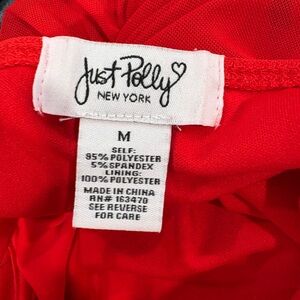 Just Polly
NEW YORK
M
SELF:
95% POLYESTER
5% SPANDEX
LINING:
100% POLYESTER
MADE IN CHINA
RN# 163470
SEE REVERSE
FOR CARE